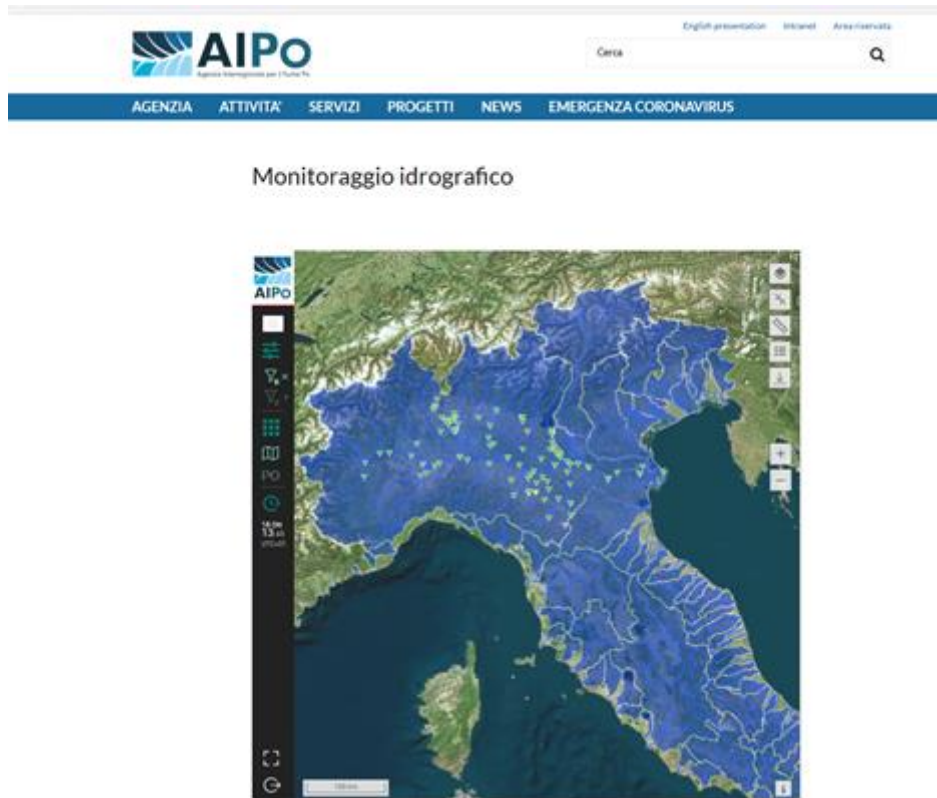 English presentation Intranet Area riservata
AIPo
Agenzia Interregionale per il fiume Po
Cerca
AGENZIA ATTIVITA' SERVIZI PROGETTI NEWS EMERGENZA CORONAVIRUS
Monitoraggio idrografico
AIPo
PO